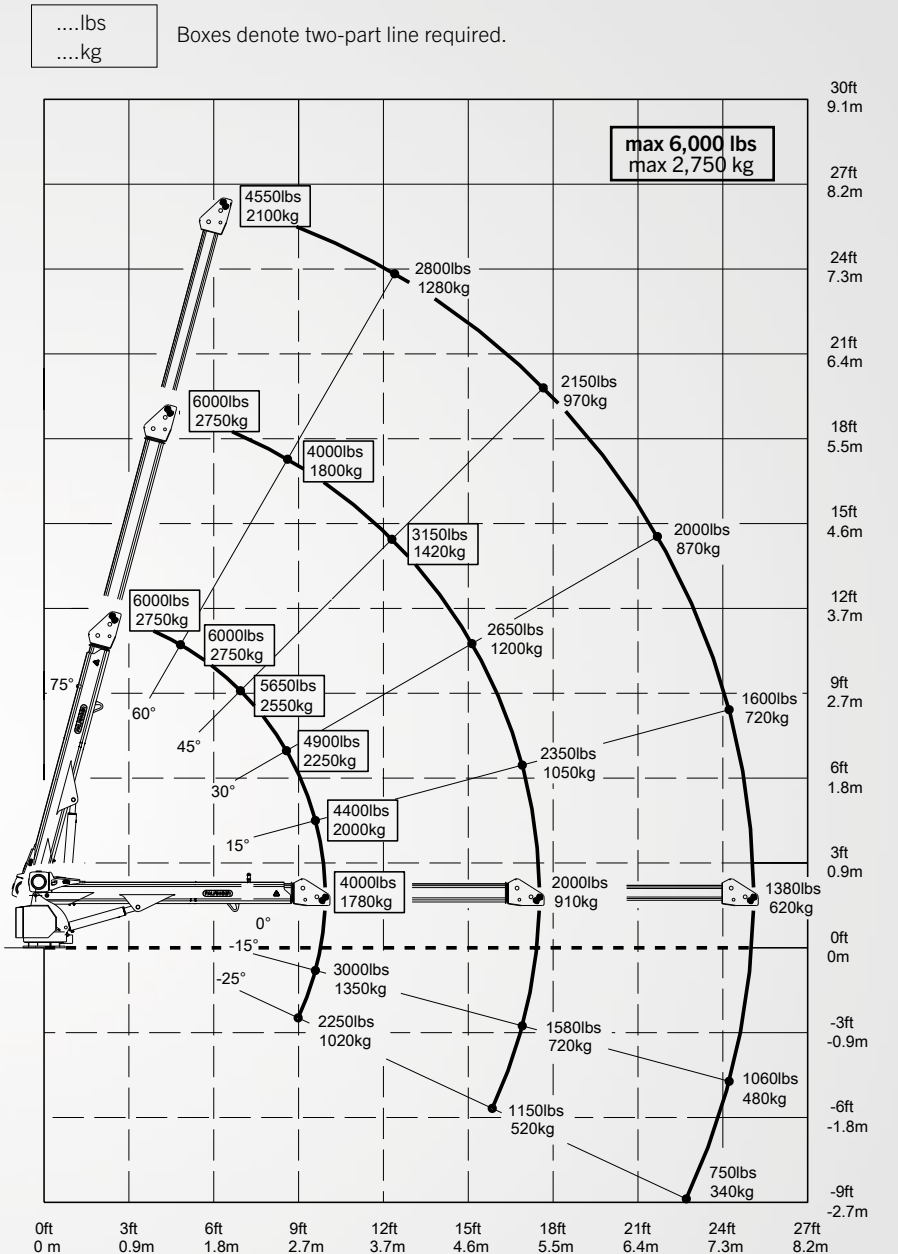 ....lbs
....kg
Boxes denote two-part line required.
30ft
9.1m
max 6,000 lbs
max 2,750 kg
27ft
8.2m
4550lbs
2100kg
24ft
7.3m
2800lbs
1280kg
21ft
6.4m
2150lbs
970kg
6000lbs
2750kg
18ft
5.5m
4000lbs
1800kg
15ft
4.6m
3150lbs
1420kg
2000lbs
870kg
12ft
3.7m
6000lbs
2750kg
6000lbs
2750kg
2650lbs
1200kg
9ft
2.7m
75°
5650lbs
2550kg
60°
1600lbs
720kg
45°
4900lbs
2250kg
2350lbs
1050kg
6ft
1.8m
30°
4400lbs
2000kg
15°
3ft
0.9m
4000lbs
1780kg
2000lbs
910kg
1380lbs
620kg
0°
0ft
0m
-15°
3000lbs
1350kg
-25°
2250lbs
1020kg
1580lbs
720kg
-3ft
-0.9m
1060lbs
480kg
1150lbs
520kg
-6ft
-1.8m
750lbs
340kg
-9ft
-2.7m
0ft 3ft 6ft 9ft 12ft 15ft 18ft 21ft 24ft 27ft
0 m 0.9m 1.8m 2.7m 3.7m 4.6m 5.5m 6.4m 7.3m 8.2m